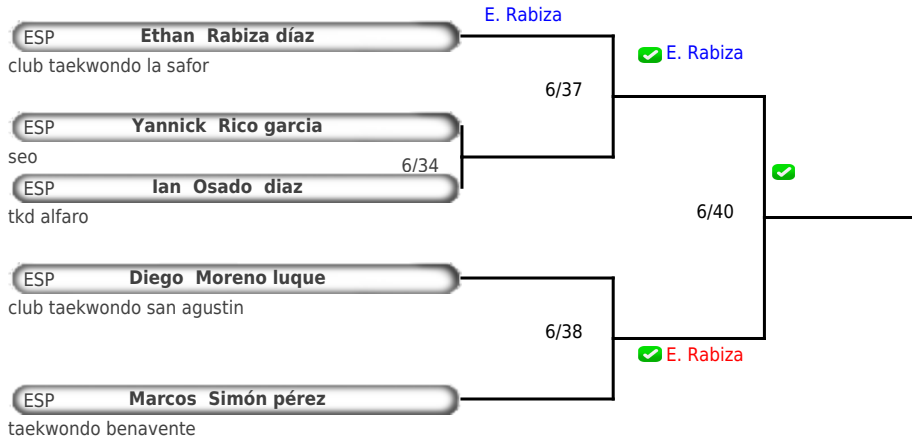 E. Rabiza
ESP Ethan Rabiza díaz
club taekwondo la safor
E. Rabiza
6/37
ESP Yannick Rico garcia
seo
6/34
ESP Ian Osado diaz
tkd alfaro
6/40
ESP Diego Moreno luque
club taekwondo san agustin
6/38
E. Rabiza
ESP Marcos Simón pérez
taekwondo benavente